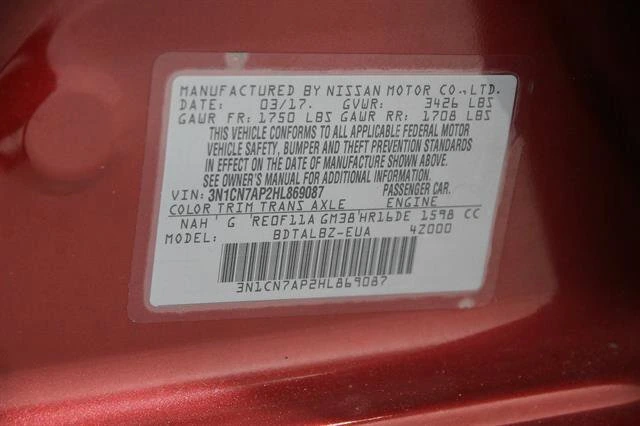 MANUFACTURED BY NISSAN MOTOR CO.,LTD.
DATE: 03/17. GVWR: 3426 LBS
GAWR FR: 1750 LBS GAWR RR: 1708 LBS
THIS VEHICLE CONFORMS TO ALL APPLICABLE FEDERAL MOTOR
VEHICLE SAFETY, BUMPER AND THEFT PREVENTION STANDARDS
IN EFFECT ON THE DATE OF MANUFACTURE SHOWN ABOVE.
SEE OWNER'S MANUAL FOR ADDITIONAL INFORMATION
VIN: 3N1CN7AP2HL869087 PASSENGER CAR.
COLOR TRIM TRANS AXLE ENGINE
NAH ' G ' RE0F11A GM38'HR16DE 1598 CC
MODEL: BDTALBZ-EUA 4Z000
3N1CN7AP2HL869087